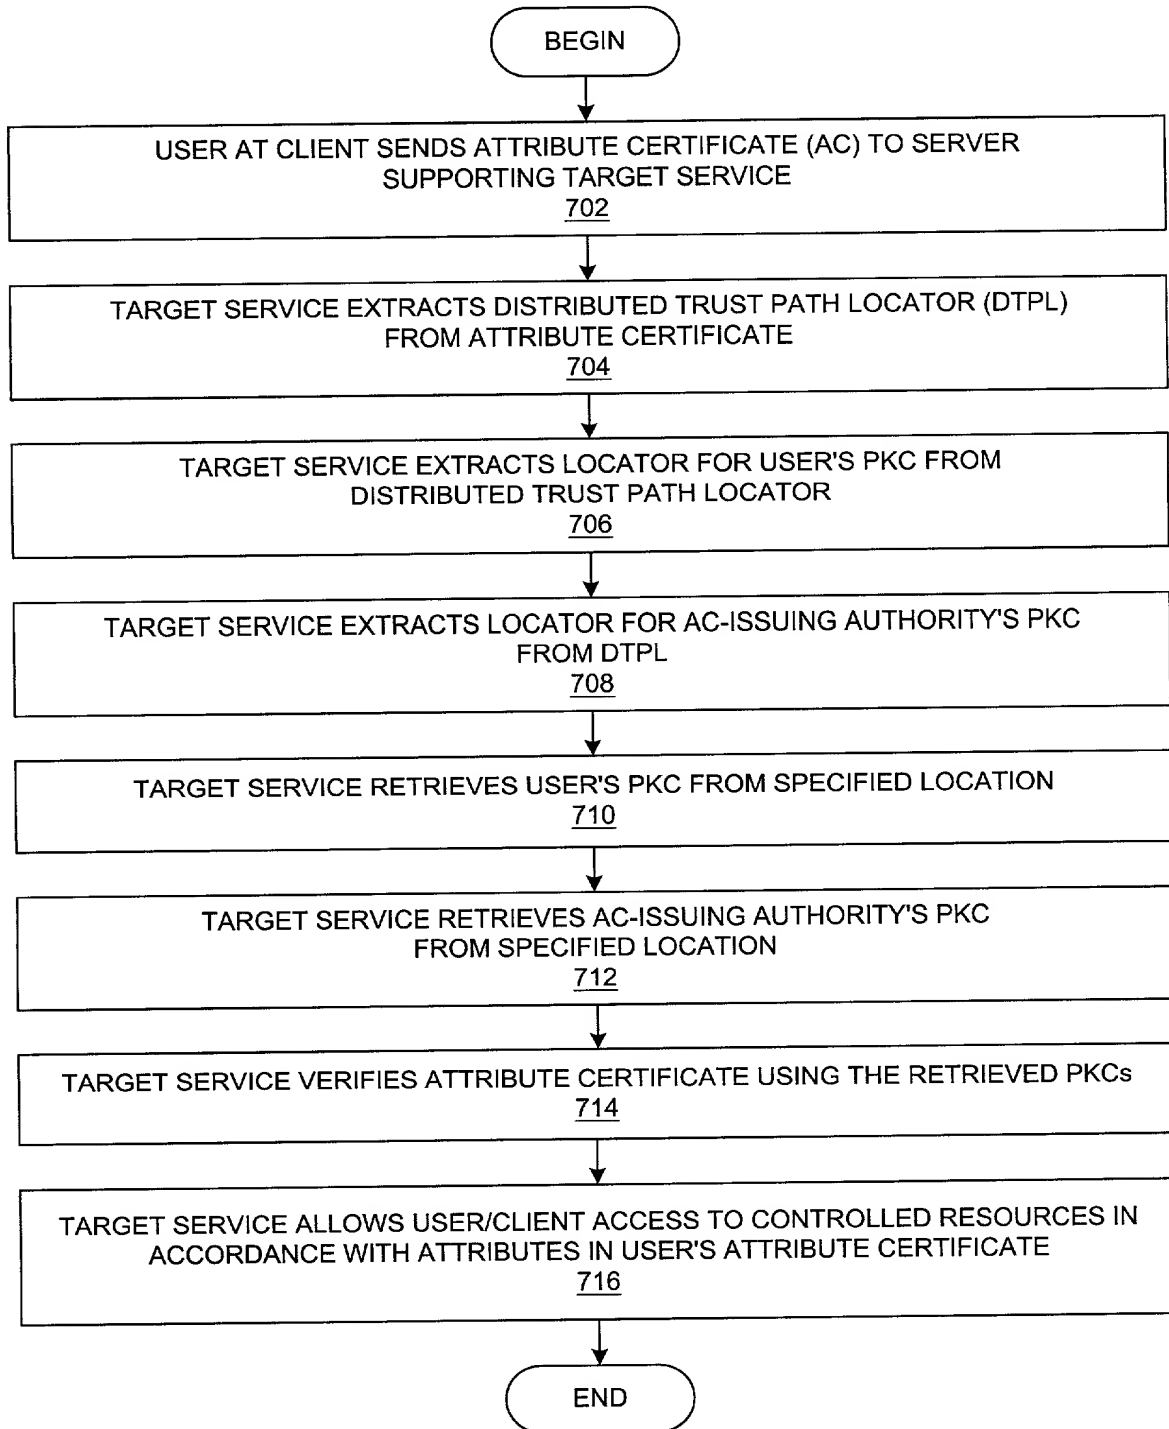 BEGIN
USER AT CLIENT SENDS ATTRIBUTE CERTIFICATE (AC) TO SERVER
SUPPORTING TARGET SERVICE
702
TARGET SERVICE EXTRACTS DISTRIBUTED TRUST PATH LOCATOR (DTPL)
FROM ATTRIBUTE CERTIFICATE
704
TARGET SERVICE EXTRACTS LOCATOR FOR USER'S PKC FROM
DISTRIBUTED TRUST PATH LOCATOR
706
TARGET SERVICE EXTRACTS LOCATOR FOR AC-ISSUING AUTHORITY'S PKC
FROM DTPL
708
TARGET SERVICE RETRIEVES USER'S PKC FROM SPECIFIED LOCATION
710
TARGET SERVICE RETRIEVES AC-ISSUING AUTHORITY'S PKC
FROM SPECIFIED LOCATION
712
TARGET SERVICE VERIFIES ATTRIBUTE CERTIFICATE USING THE RETRIEVED PKCs
714
TARGET SERVICE ALLOWS USER/CLIENT ACCESS TO CONTROLLED RESOURCES IN
ACCORDANCE WITH ATTRIBUTES IN USER'S ATTRIBUTE CERTIFICATE
716
END